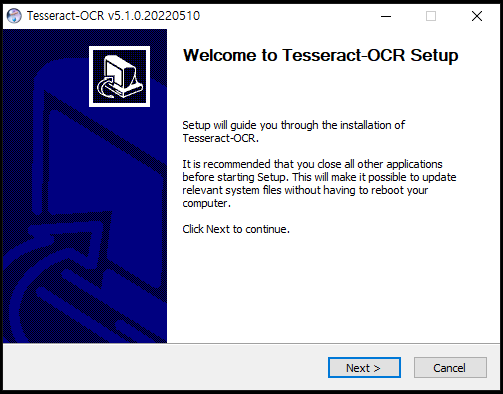 Tesseract-OCR v5.1.0.20220510
Welcome to Tesseract-OCR Setup
Setup will guide you through the installation of
Tesseract-OCR.
It is recommended that you close all other applications
before starting Setup. This will make it possible to update
relevant system files without having to reboot your
computer.
Click Next to continue.
Next >
Cancel